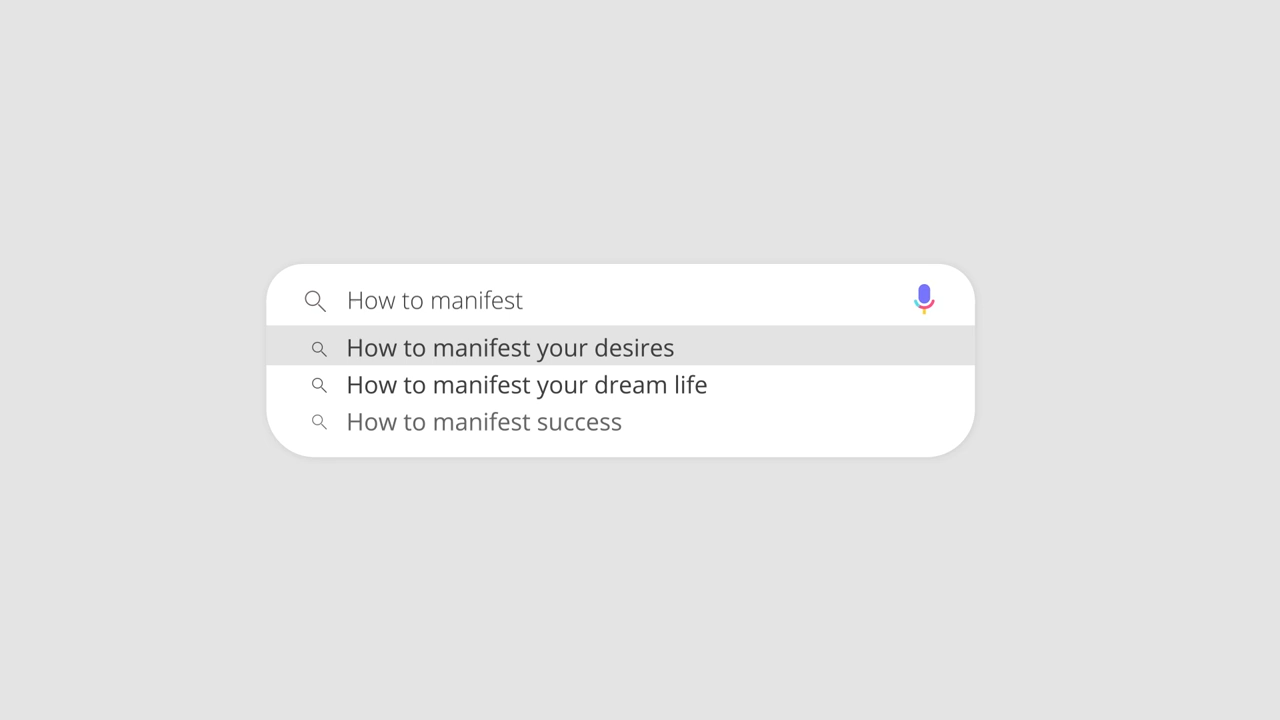 How to manifest
How to manifest your desires
How to manifest your dream life
How to manifest success